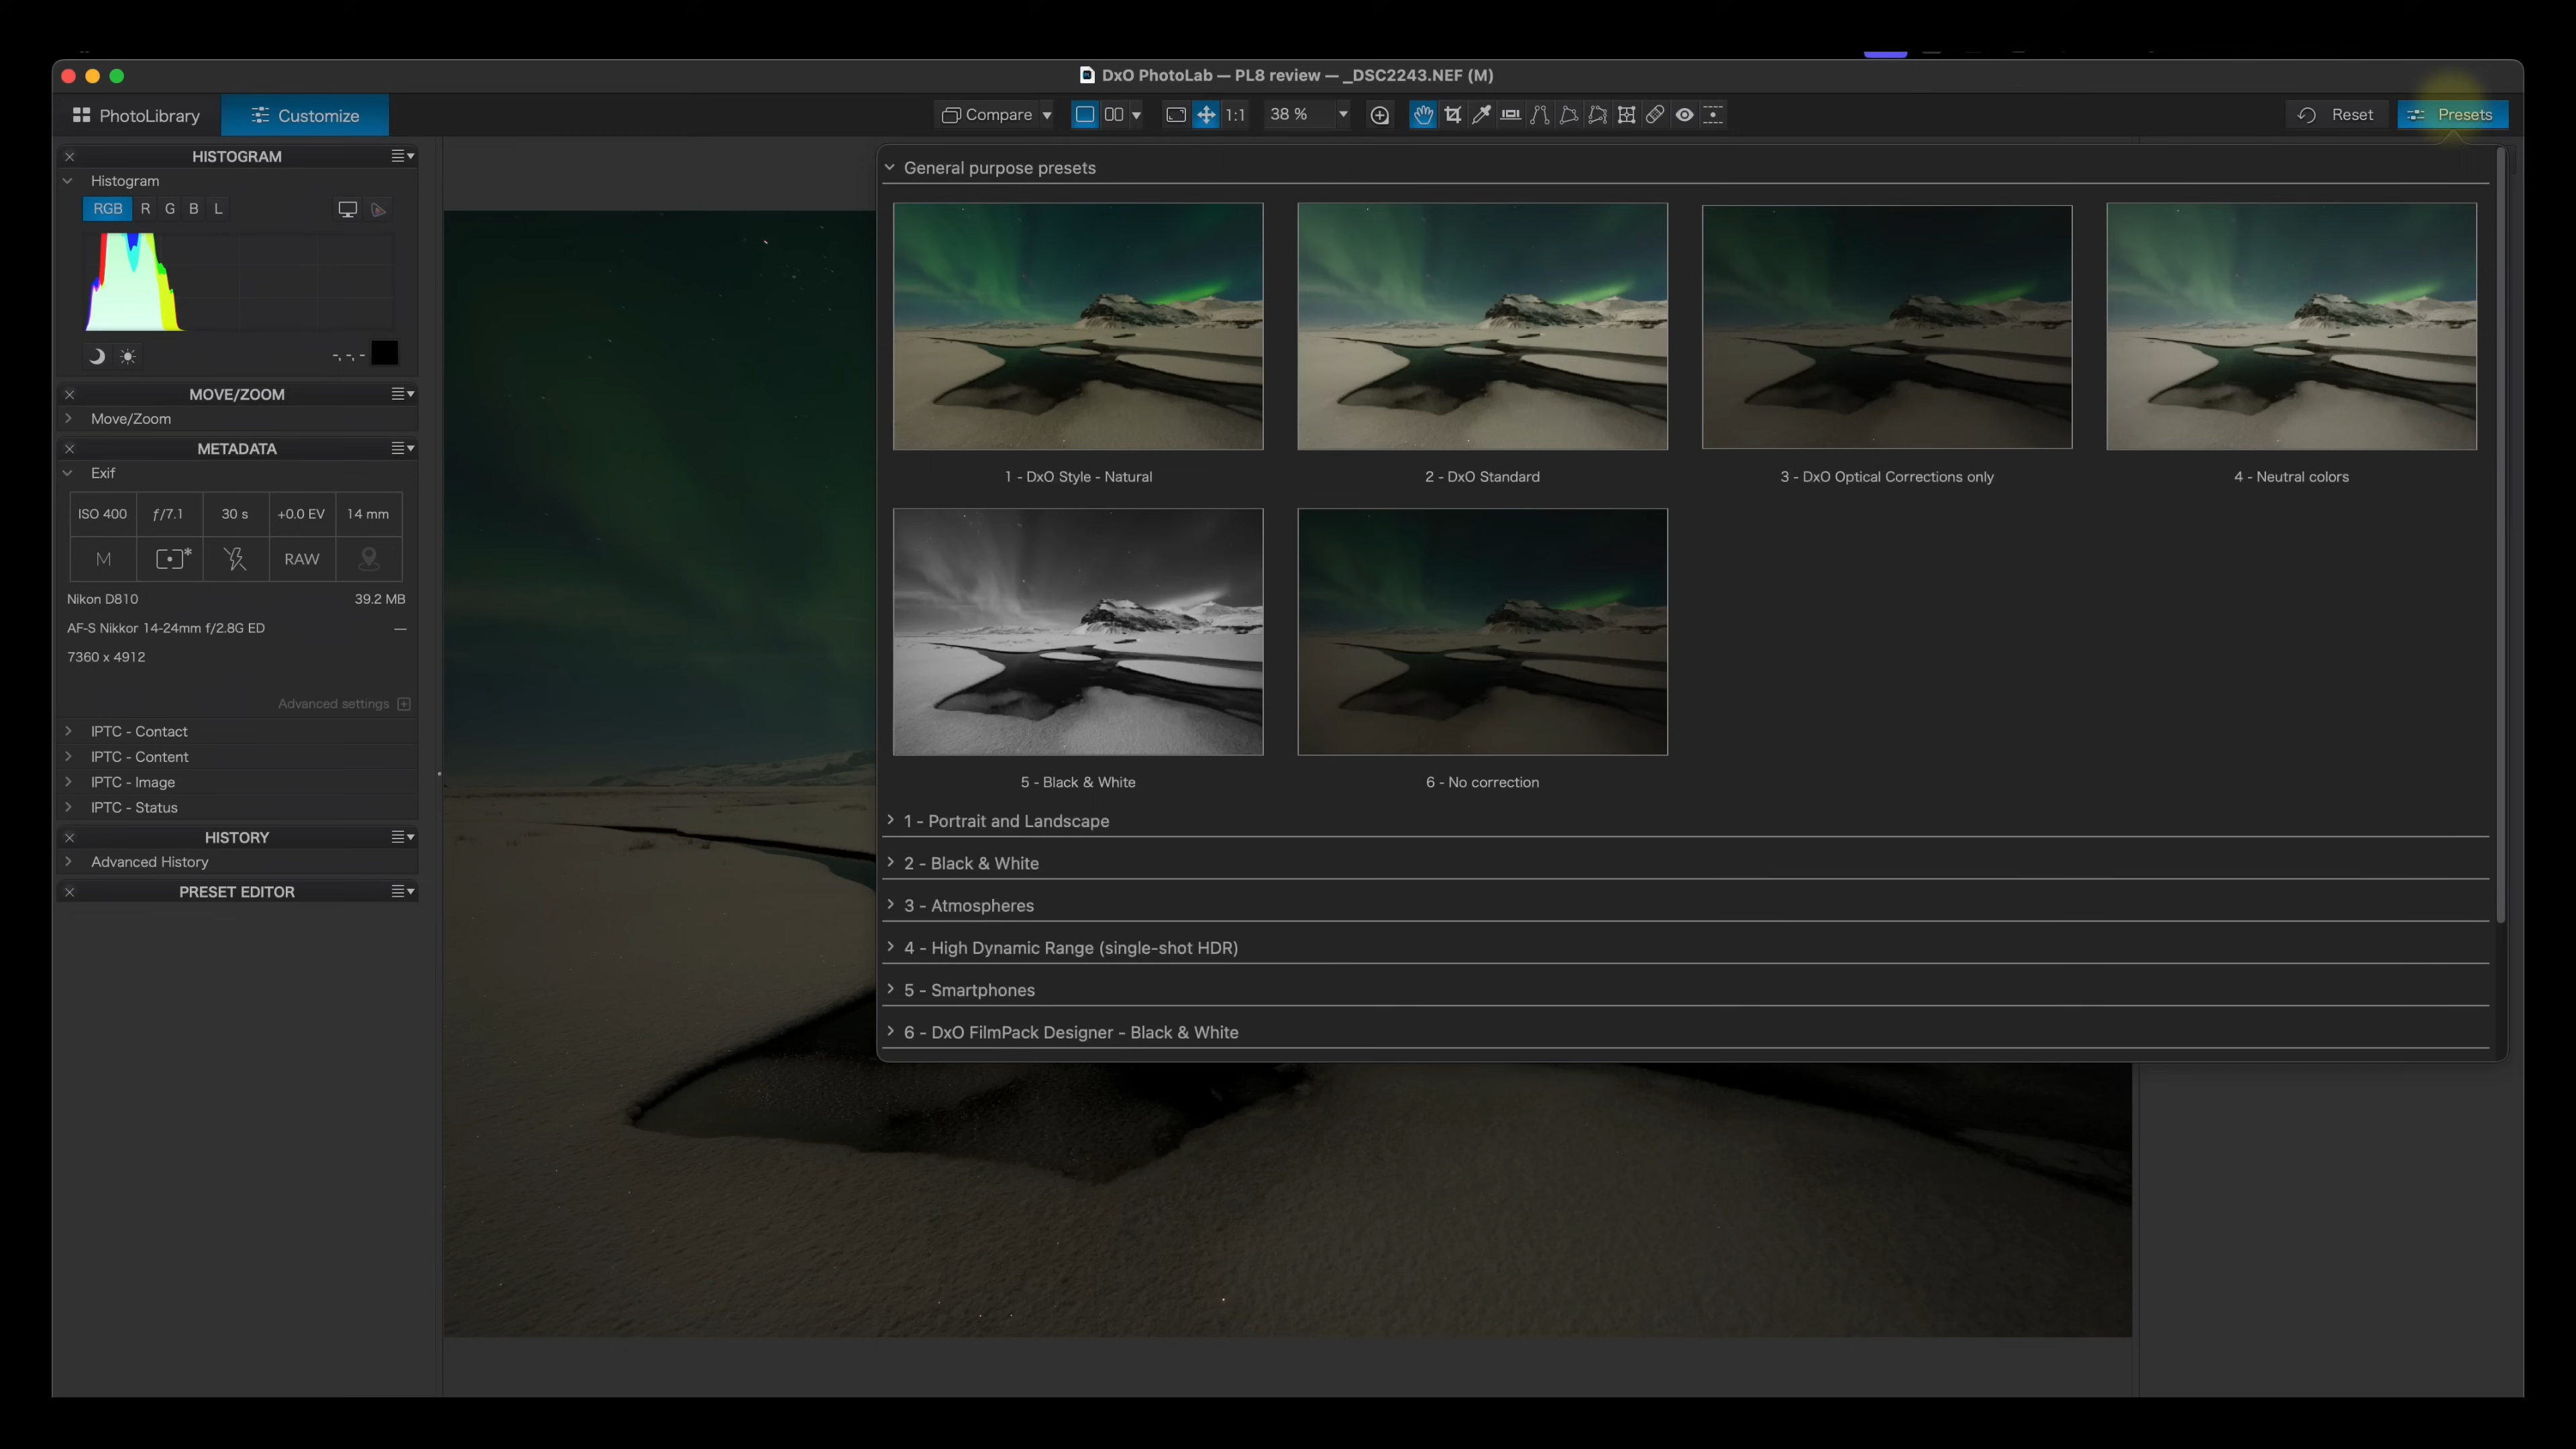 DxO PhotoLab — PL8 review — _DSC2243.NEF (M)
PhotoLibrary
Customize
Compare
1:1
38 %
Reset
Presets
HISTOGRAM
Histogram
RGB R G B L
-, -, -
MOVE/ZOOM
Move/Zoom
METADATA
Exif
ISO 400 ƒ/7.1 30 s +0.0 EV 14 mm
M RAW
Nikon D810 39.2 MB
AF-S Nikkor 14-24mm f/2.8G ED —
7360 x 4912
Advanced settings
IPTC - Contact
IPTC - Content
IPTC - Image
IPTC - Status
HISTORY
Advanced History
PRESET EDITOR
General purpose presets
1 - DxO Style - Natural
2 - DxO Standard
3 - DxO Optical Corrections only
4 - Neutral colors
5 - Black & White
6 - No correction
1 - Portrait and Landscape
2 - Black & White
3 - Atmospheres
4 - High Dynamic Range (single-shot HDR)
5 - Smartphones
6 - DxO FilmPack Designer - Black & White